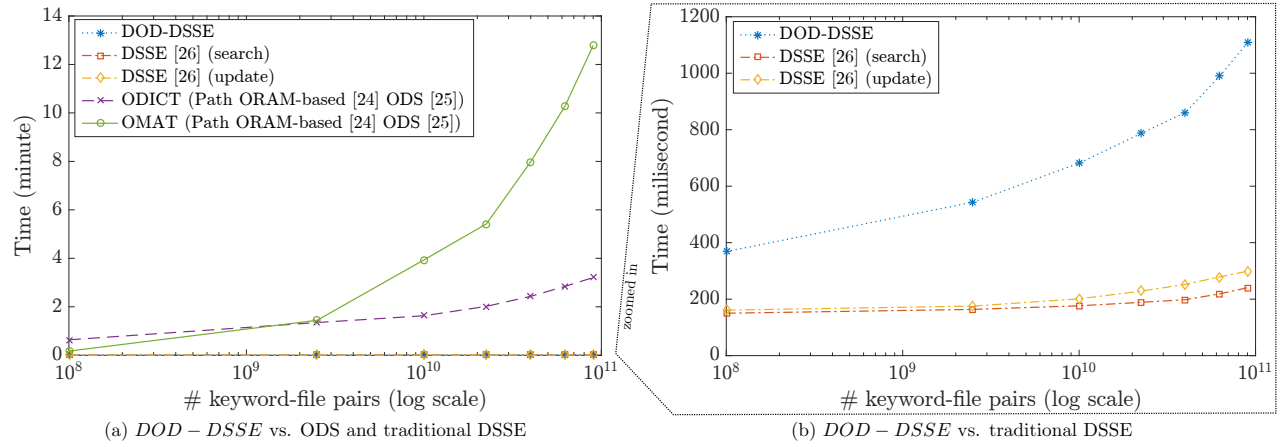 14
12
10
8
6
4
2
0
Time (minute)
DOD-DSSE
DSSE [26] (search)
DSSE [26] (update)
ODICT (Path ORAM-based [24] ODS [25])
OMAT (Path ORAM-based [24] ODS [25])
10^8 10^9 10^10 10^11
# keyword-file pairs (log scale)
(a) DOD − DSSE vs. ODS and traditional DSSE
zoomed in
1200
1000
800
600
400
200
0
Time (milisecond)
DOD-DSSE
DSSE [26] (search)
DSSE [26] (update)
10^8 10^9 10^10 10^11
# keyword-file pairs (log scale)
(b) DOD − DSSE vs. traditional DSSE